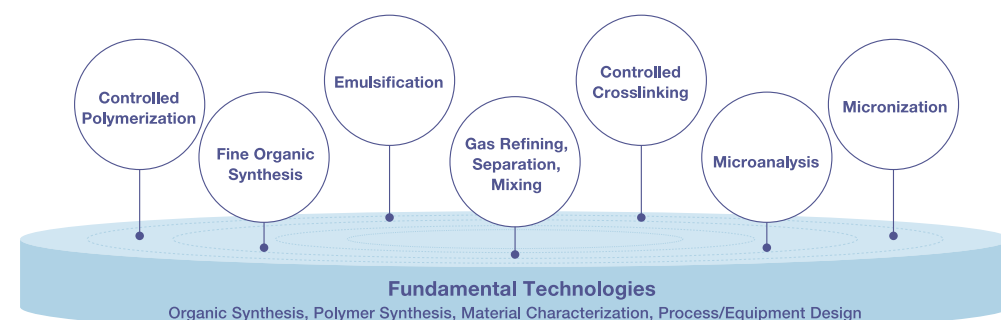 Controlled
Polymerization
Fine Organic
Synthesis
Emulsification
Gas Refining,
Separation,
Mixing
Controlled
Crosslinking
Microanalysis
Micronization
Fundamental Technologies
Organic Synthesis, Polymer Synthesis, Material Characterization, Process/Equipment Design